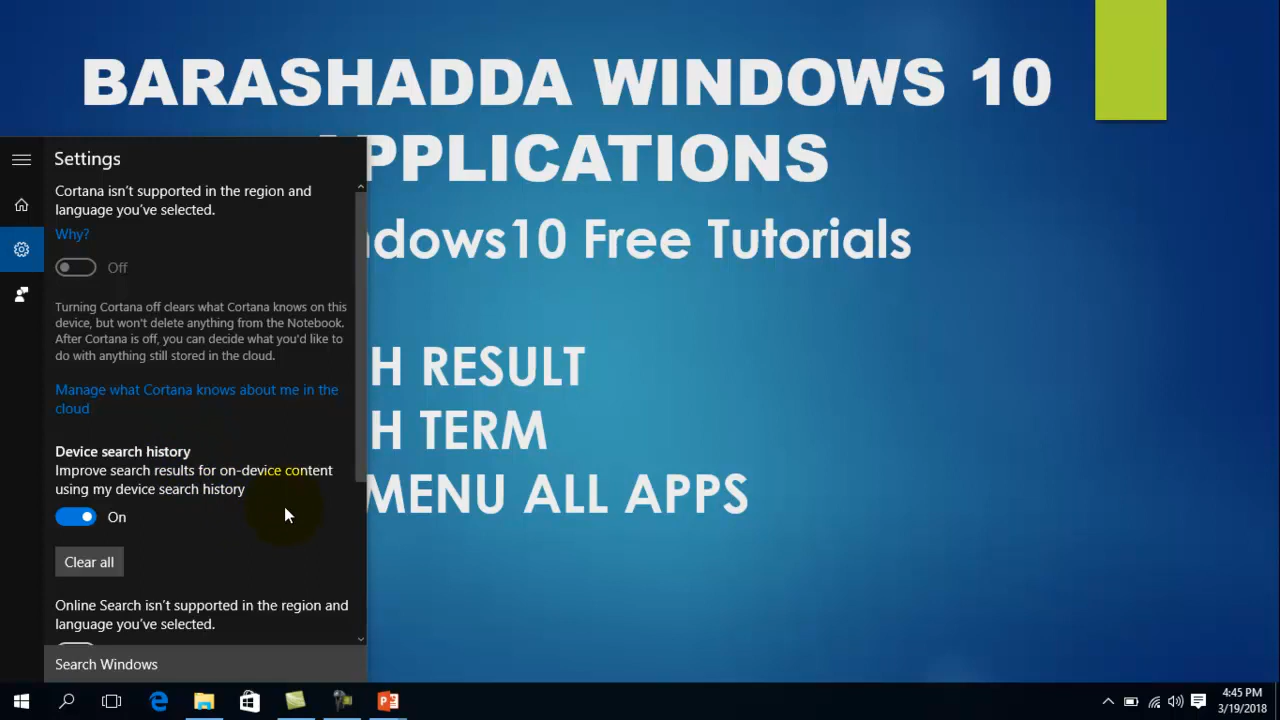 BARASHADDA WINDOWS 10
PPLICATIONS
dows10 Free Tutorials
H RESULT
H TERM
MENU ALL APPS
Settings
Cortana isn't supported in the region and
language you've selected.
Why?
Off
Turning Cortana off clears what Cortana knows on this
device, but won't delete anything from the Notebook.
After Cortana is off, you can decide what you'd like to
do with anything still stored in the cloud.
Manage what Cortana knows about me in the
cloud
Device search history
Improve search results for on-device content
using my device search history
On
Clear all
Online Search isn't supported in the region and
language you've selected.
Search Windows
4:45 PM
3/19/2018